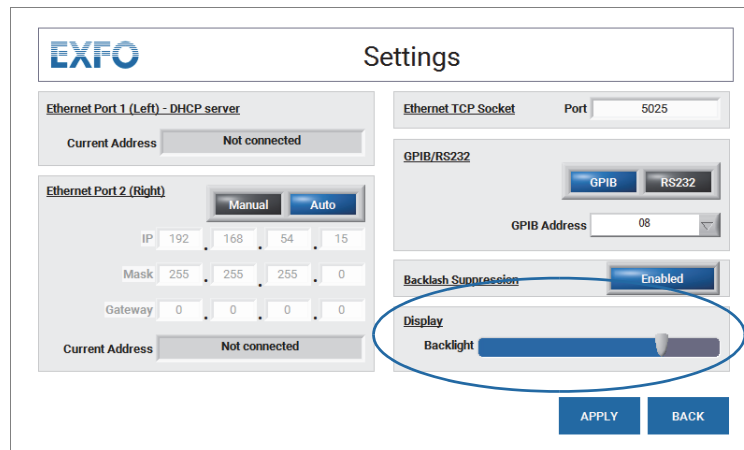 EXFO
Settings
Ethernet Port 1 (Left) - DHCP server
Current Address Not connected
Ethernet Port 2 (Right)
Manual Auto
IP 192 . 168 . 54 . 15
Mask 255 . 255 . 255 . 0
Gateway 0 . 0 . 0 . 0
Current Address Not connected
Ethernet TCP Socket Port 5025
GPIB/RS232
GPIB RS232
GPIB Address 08
Backlash Suppression Enabled
Display
Backlight
APPLY BACK